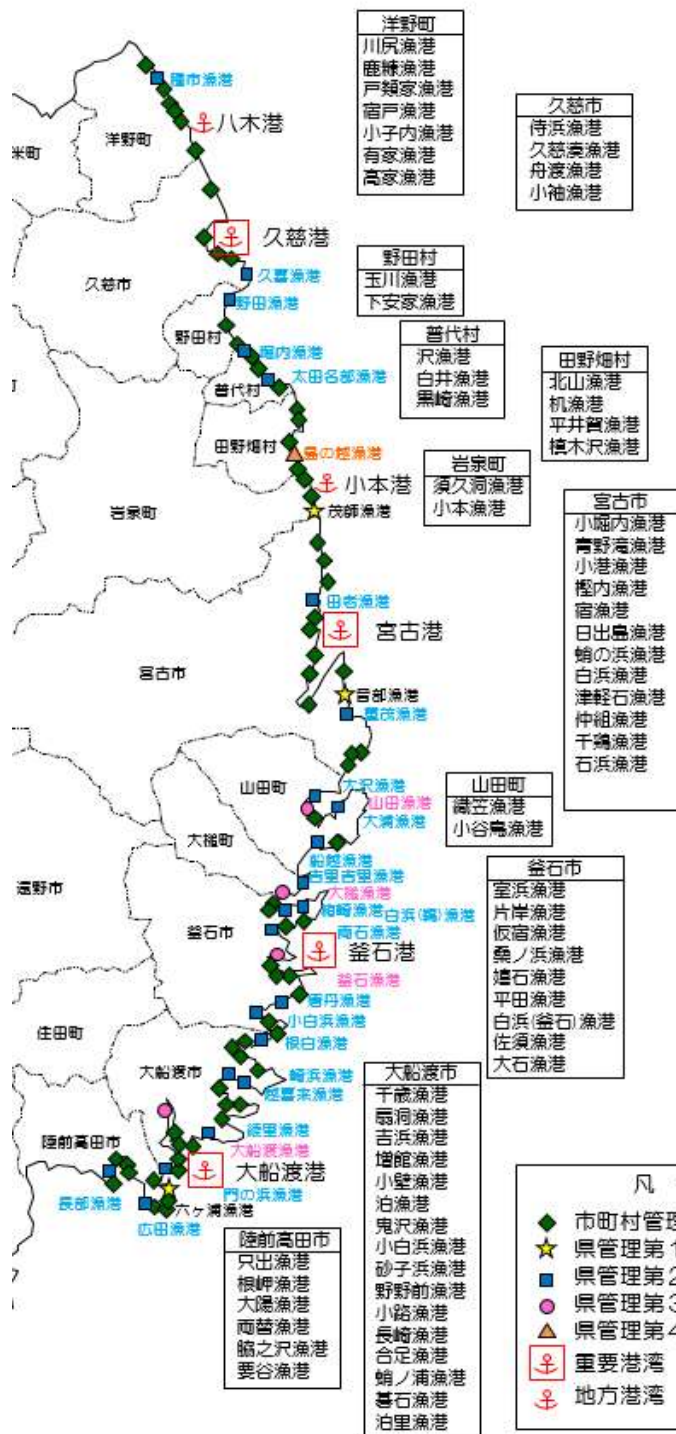 洋野町
川尻漁港
鹿糠漁港
戸類家漁港
宿戸漁港
小子内漁港
有家漁港
高家漁港
久慈市
侍浜漁港
久慈湊漁港
舟渡漁港
小袖漁港
種市漁港
八木港
洋野町
米町
久慈港
久慈市
久喜漁港
野田漁港
野田村
玉川漁港
下安家漁港
野田村
堀内漁港
太田名部漁港
普代村
普代村
沢漁港
白井漁港
黒崎漁港
田野畑村
北山漁港
机漁港
平井賀漁港
槙木沢漁港
田野畑村
島の越漁港
小本港
岩泉町
須久洞漁港
小本漁港
岩泉町
茂師漁港
宮古市
小堀内漁港
青野滝漁港
小港漁港
樫内漁港
宿漁港
日出島漁港
蛸の浜漁港
白浜漁港
津軽石漁港
仲組漁港
千鶏漁港
石浜漁港
田老漁港
宮古港
宮古市
音部漁港
重茂漁港
山田町
大沢漁港
山田漁港
大浦漁港
山田町
織笠漁港
小谷鳥漁港
大槌町
船越漁港
吉里吉里漁港
大槌漁港
箱崎漁港
白浜(鵜)漁港
両石漁港
遠野市
釜石市
釜石港
釜石漁港
釜石市
室浜漁港
片岸漁港
仮宿漁港
桑ノ浜漁港
嬉石漁港
平田漁港
白浜(釜石)漁港
佐須漁港
大石漁港
唐丹漁港
小白浜漁港
住田町
根白漁港
大船渡市
崎浜漁港
越喜来漁港
綾里漁港
大船渡漁港
大船渡港
陸前高田市
門の浜漁港
六ヶ浦漁港
長部漁港
広田漁港
大船渡市
千歳漁港
扇洞漁港
吉浜漁港
増館漁港
小壁漁港
泊漁港
鬼沢漁港
小白浜漁港
砂子浜漁港
野野前漁港
小路漁港
長崎漁港
合足漁港
蛸ノ浦漁港
碁石漁港
泊里漁港
陸前高田市
只出漁港
根岬漁港
大陽漁港
両替漁港
脇之沢漁港
要谷漁港
凡
市町村管理
県管理第1
県管理第2
県管理第3
県管理第4
重要港湾
地方港湾